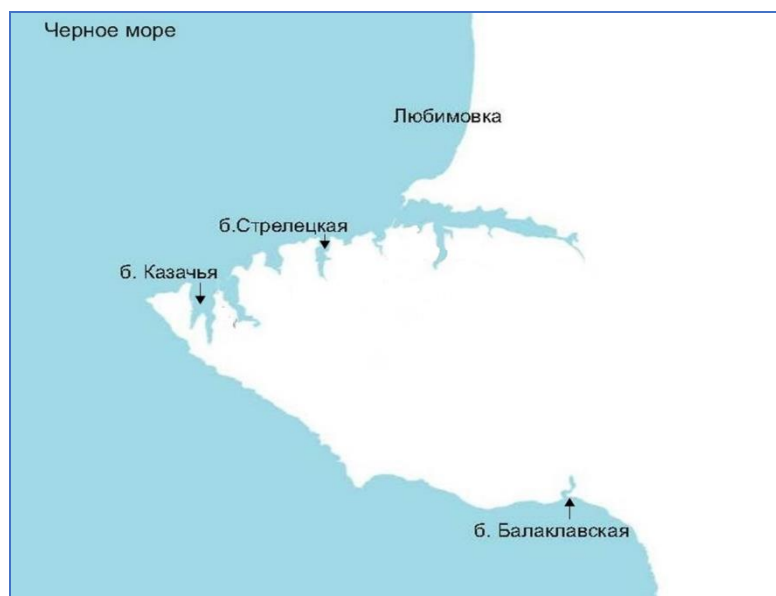 Черное море
Любимовка
б.Стрелецкая
б. Казачья
б. Балаклавская